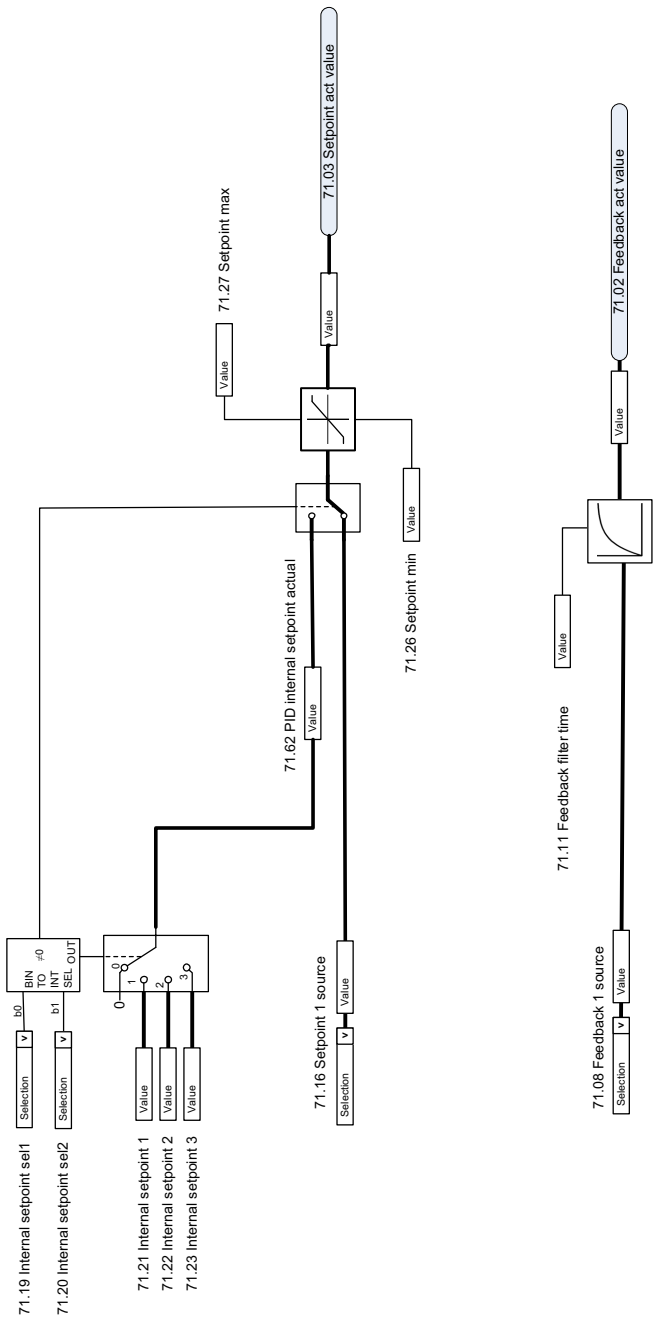 71.19 Internal setpoint sel1
Selection
v
b0
71.20 Internal setpoint sel2
Selection
v
b1
BIN
TO
INT
SEL
≠0
OUT
0
0
1
2
3
71.21 Internal setpoint 1
Value
71.22 Internal setpoint 2
Value
71.23 Internal setpoint 3
Value
71.62 PID internal setpoint actual
Value
71.16 Setpoint 1 source
Selection
v
Value
Value
71.27 Setpoint max
Value
71.26 Setpoint min
Value
71.03 Setpoint act value
71.11 Feedback filter time
Value
71.08 Feedback 1 source
Selection
v
Value
Value
71.02 Feedback act value